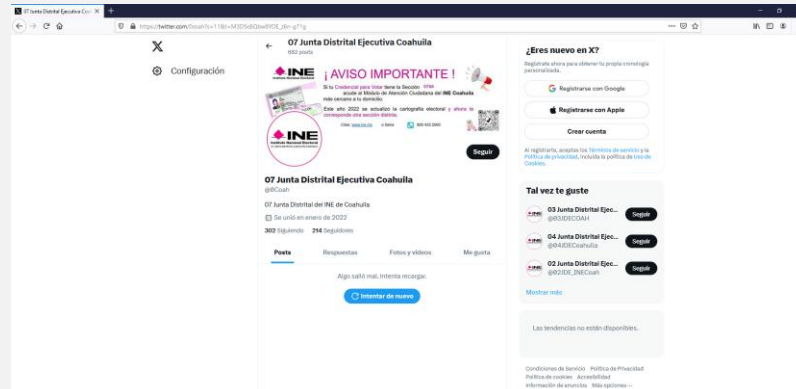 07 Junta Distrital Ejecutiva Coa
https://twitter.com/
X
Configuración
07 Junta Distrital Ejecutiva Coahuila
602 posts
INE
Instituto Nacional Electoral
¡ AVISO IMPORTANTE !
Si tu Credencial para Votar tiene la Sección
acude al Módulo de Atención Ciudadana del INE Coahuila
más cercano a tu domicilio.
Este año 2022 se actualizó la cartografía electoral y ahora te
corresponde otra sección distinta.
INE
Instituto Nacional Electoral
Seguir
07 Junta Distrital Ejecutiva Coahuila
@0Coah
07 Junta Distrital del INE de Coahuila
Se unió en enero de 2022
302 Siguiendo 214 Seguidores
Posts Respuestas Fotos y vídeos Me gusta
Algo salió mal. Intenta recargar.
Intentar de nuevo
¿Eres nuevo en X?
Regístrate ahora para obtener tu propia cronología
personalizada.
Registrarse con Google
Registrarse con Apple
Crear cuenta
Al registrarte, aceptas los Términos de servicio y la
Política de privacidad, incluida la política de Uso de
Cookies.
Tal vez te guste
03 Junta Distrital Ejec...
@03JDECOAH
Seguir
04 Junta Distrital Ejec...
@04JDECoahuila
Seguir
02 Junta Distrital Ejec...
@02JDE_INECoah
Seguir
Mostrar más
Las tendencias no están disponibles.
Condiciones de Servicio Política de Privacidad
Política de cookies Accesibilidad
Información de anuncios Más opciones ···